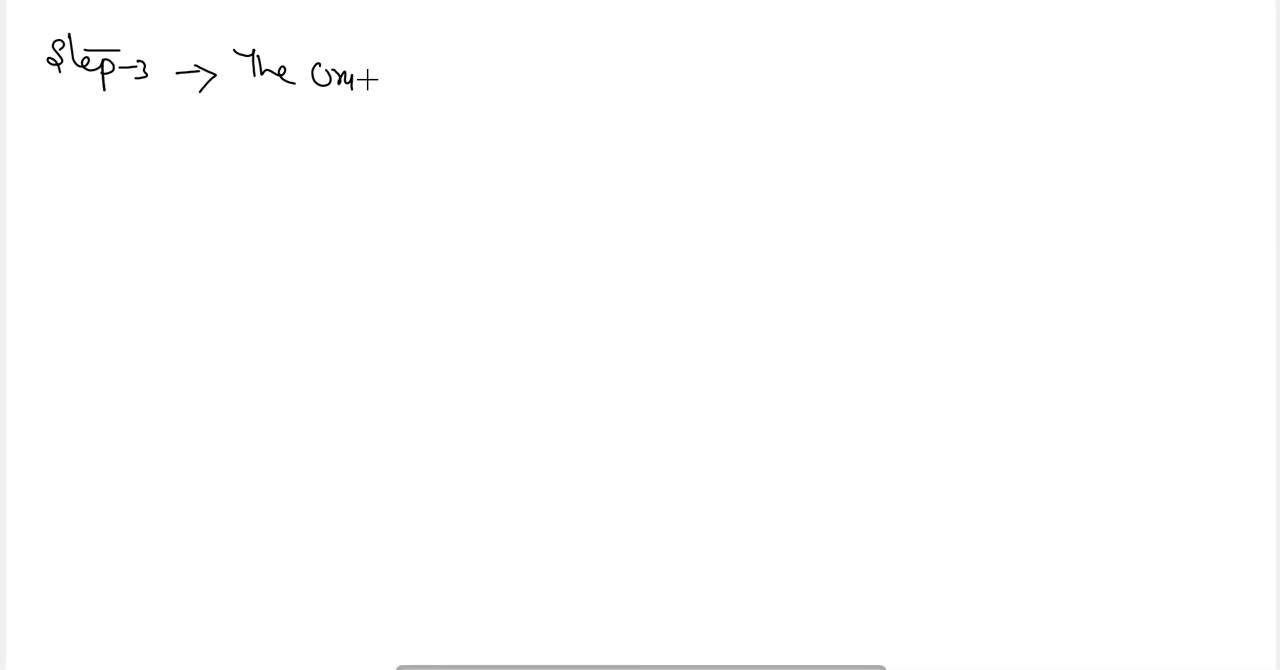 Step-3 → The